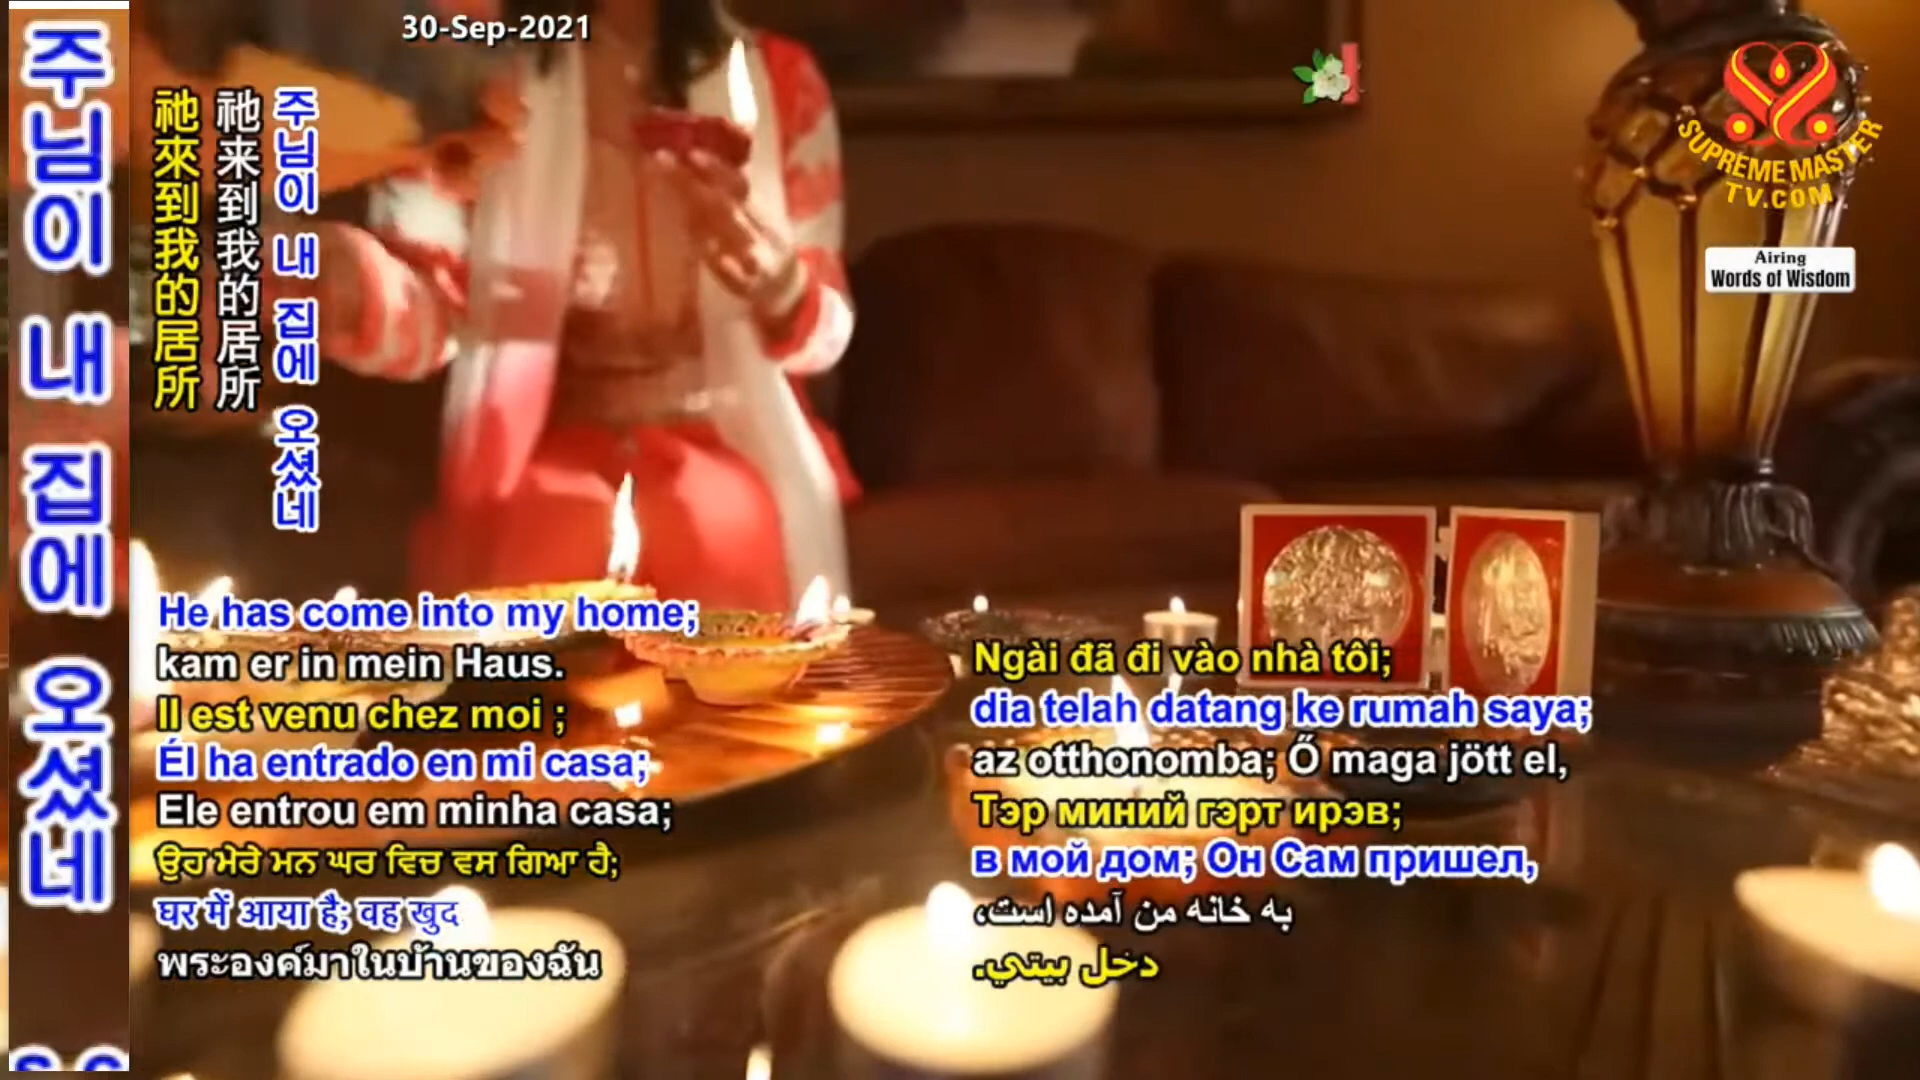 30-Sep-2021
주님이 내 집에 오셨네
祂來到我的居所
祂来到我的居所
주님이 내 집에 오셨네
SUPREME MASTER
TV.COM
Airing
Words of Wisdom
He has come into my home;
kam er in mein Haus.
Il est venu chez moi ;
Él ha entrado en mi casa;
Ele entrou em minha casa;
ਉਹ ਮੇਰੇ ਮਨ ਘਰ ਵਿਚ ਵਸ ਗਿਆ ਹੈ;
घर में आया है; वह खुद
พระองค์มาในบ้านของฉัน
Ngài đã đi vào nhà tôi;
dia telah datang ke rumah saya;
az otthonomba; Ő maga jött el,
Тэр миний гэрт ирэв;
в мой дом; Он Сам пришел,
به خانه من آمده است،
دخل بيتي.